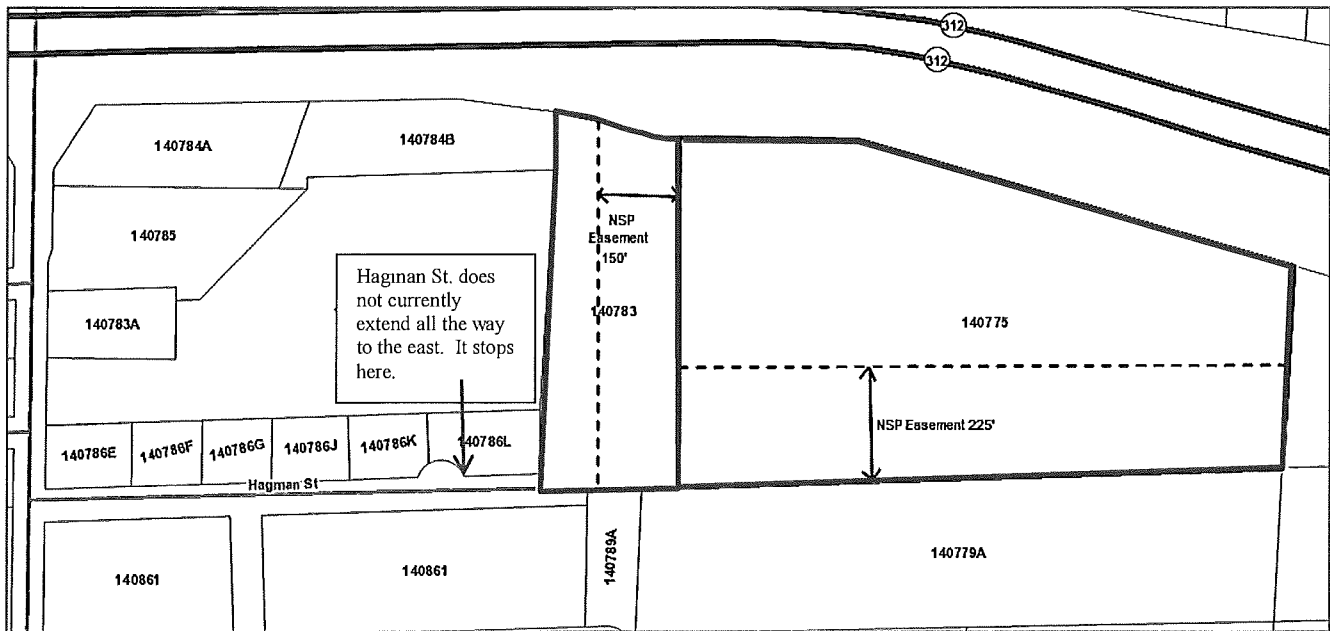 312
312
140784A
140784B
140785
NSP
Easement
150'
Hagman St. does
not currently
extend all the way
to the east. It stops
here.
140783
140775
140783A
NSP Easement 225'
140786E
140786F
140786G
140786J
140786K
140786L
Hagman St
140861
140861
140789A
140779A